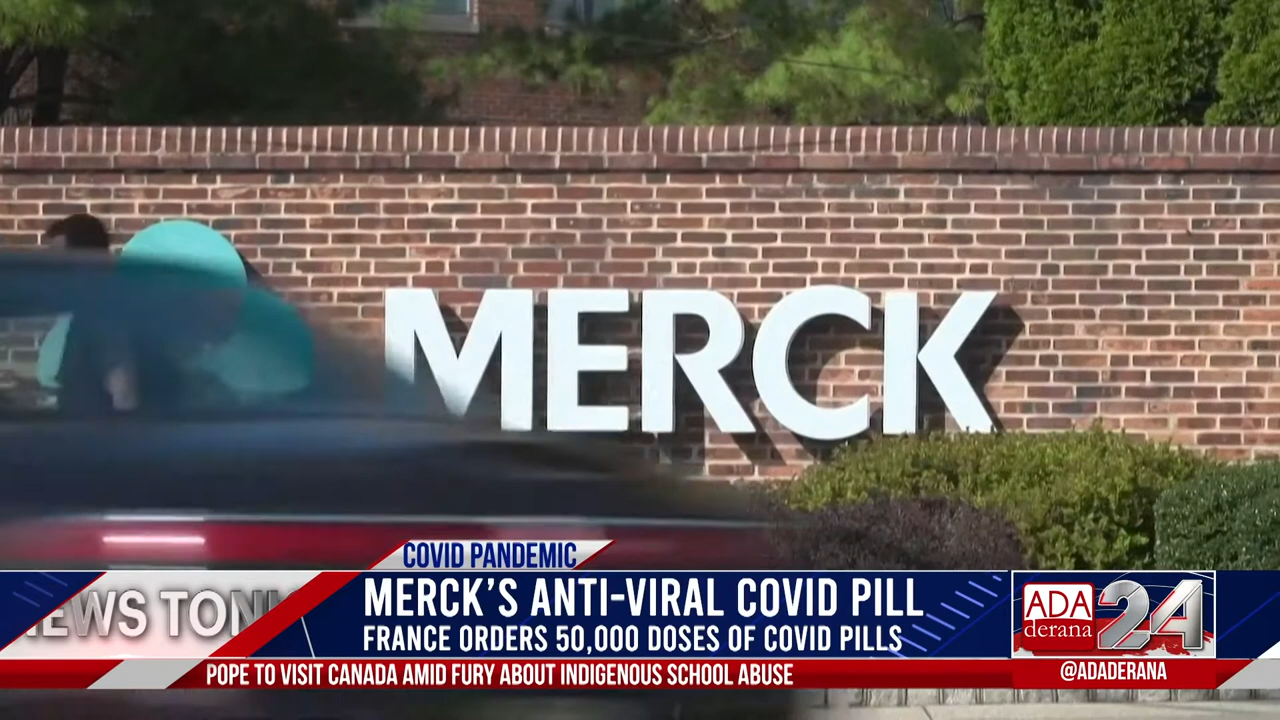 MERCK
COVID PANDEMIC
MERCK'S ANTI-VIRAL COVID PILL
FRANCE ORDERS 50,000 DOSES OF COVID PILLS
ADA
derana
24
POPE TO VISIT CANADA AMID FURY ABOUT INDIGENOUS SCHOOL ABUSE
@ADADERANA